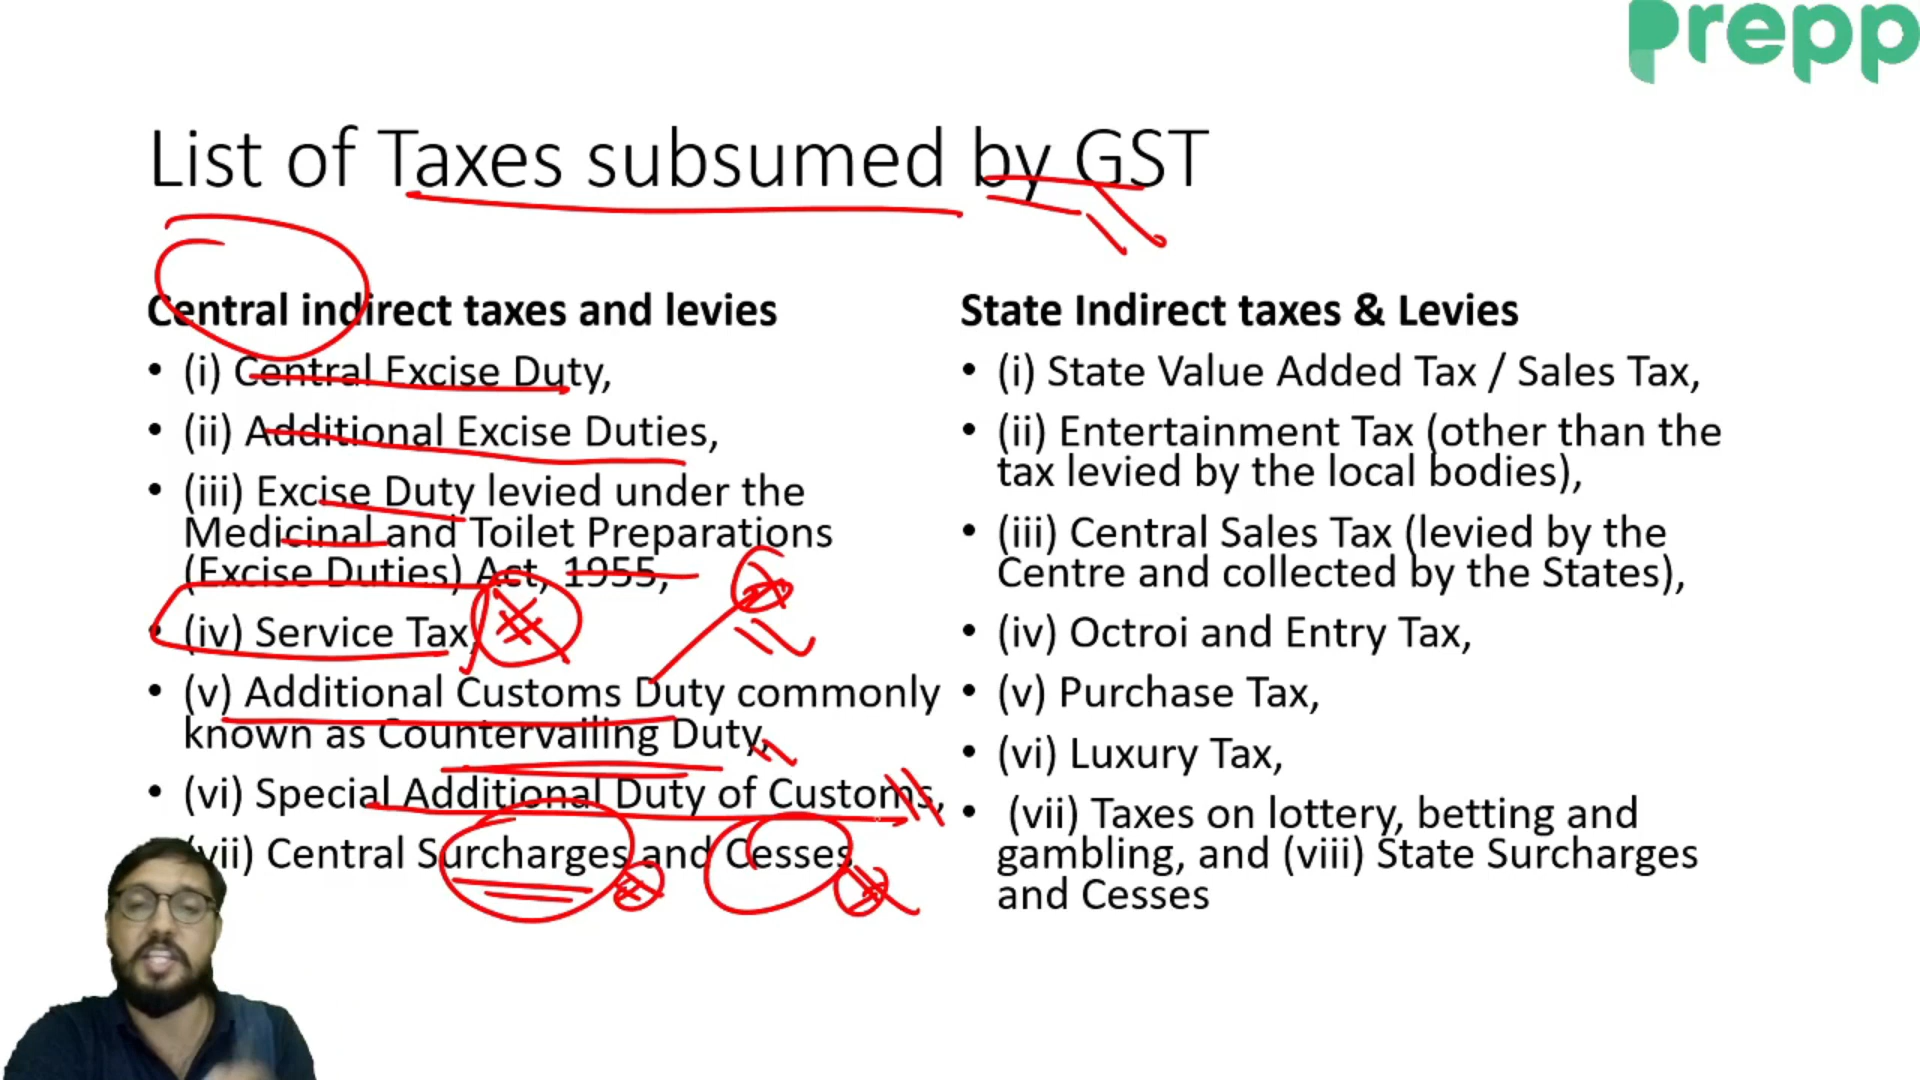 prepp
List of Taxes subsumed by GST
Central indirect taxes and levies
• (i) Central Excise Duty,
• (ii) Additional Excise Duties,
• (iii) Excise Duty levied under the
Medicinal and Toilet Preparations
(Excise Duties) Act, 1955,
• (iv) Service Tax,
• (v) Additional Customs Duty commonly
known as Countervailing Duty,
• (vi) Special Additional Duty of Customs,
(vii) Central Surcharges and Cesses
State Indirect taxes & Levies
• (i) State Value Added Tax / Sales Tax,
• (ii) Entertainment Tax (other than the
tax levied by the local bodies),
• (iii) Central Sales Tax (levied by the
Centre and collected by the States),
• (iv) Octroi and Entry Tax,
• (v) Purchase Tax,
• (vi) Luxury Tax,
• (vii) Taxes on lottery, betting and
gambling, and (viii) State Surcharges
and Cesses